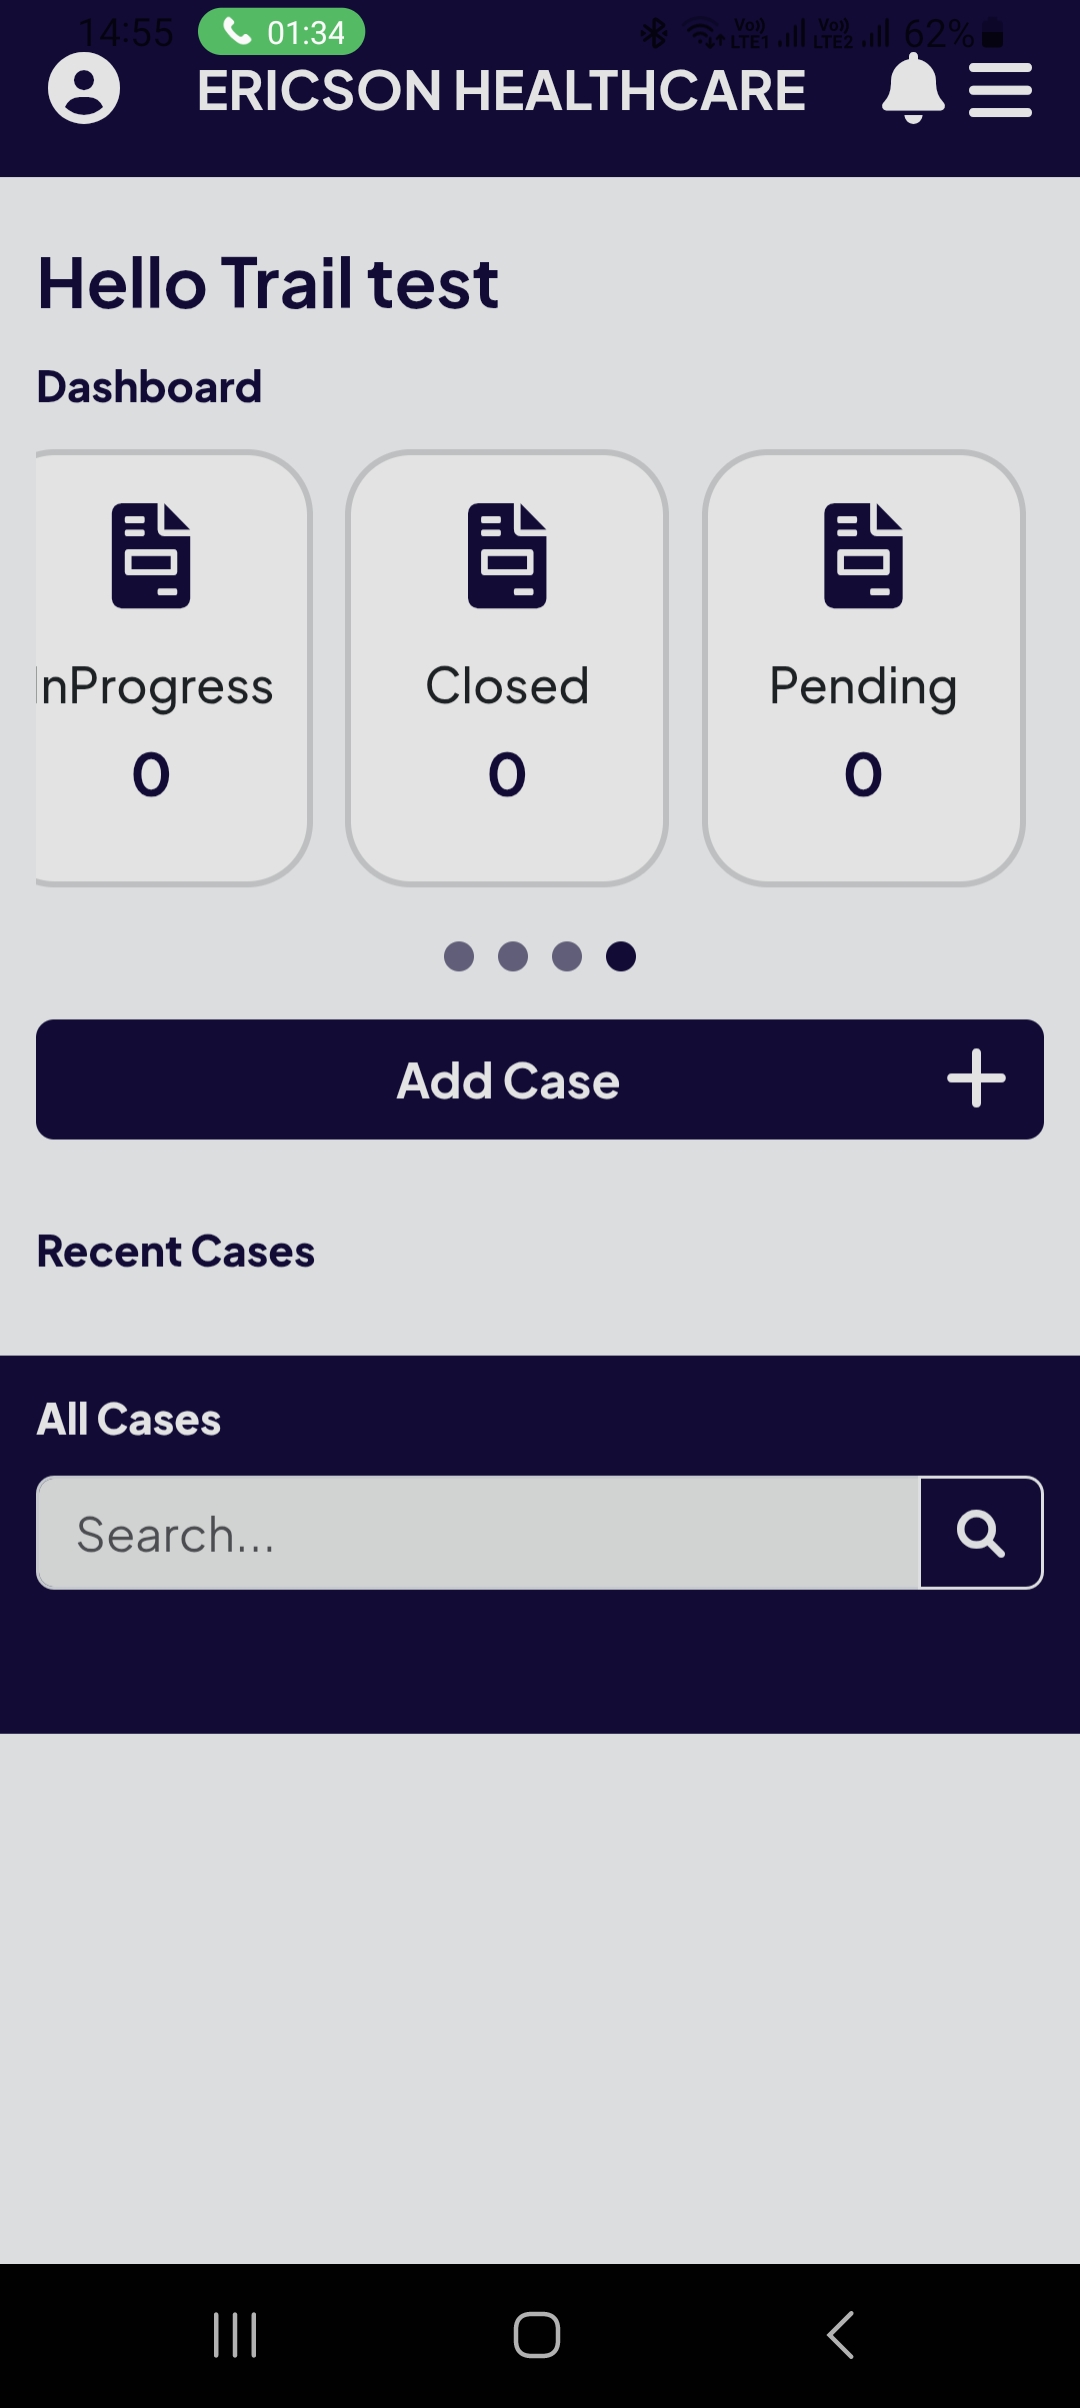 14:55 01:34 Vo)) LTE1 Vo)) LTE2 62%
ERICSON HEALTHCARE
Hello Trail test
Dashboard
InProgress Closed Pending
0 0 0
Add Case
Recent Cases
All Cases
Search...